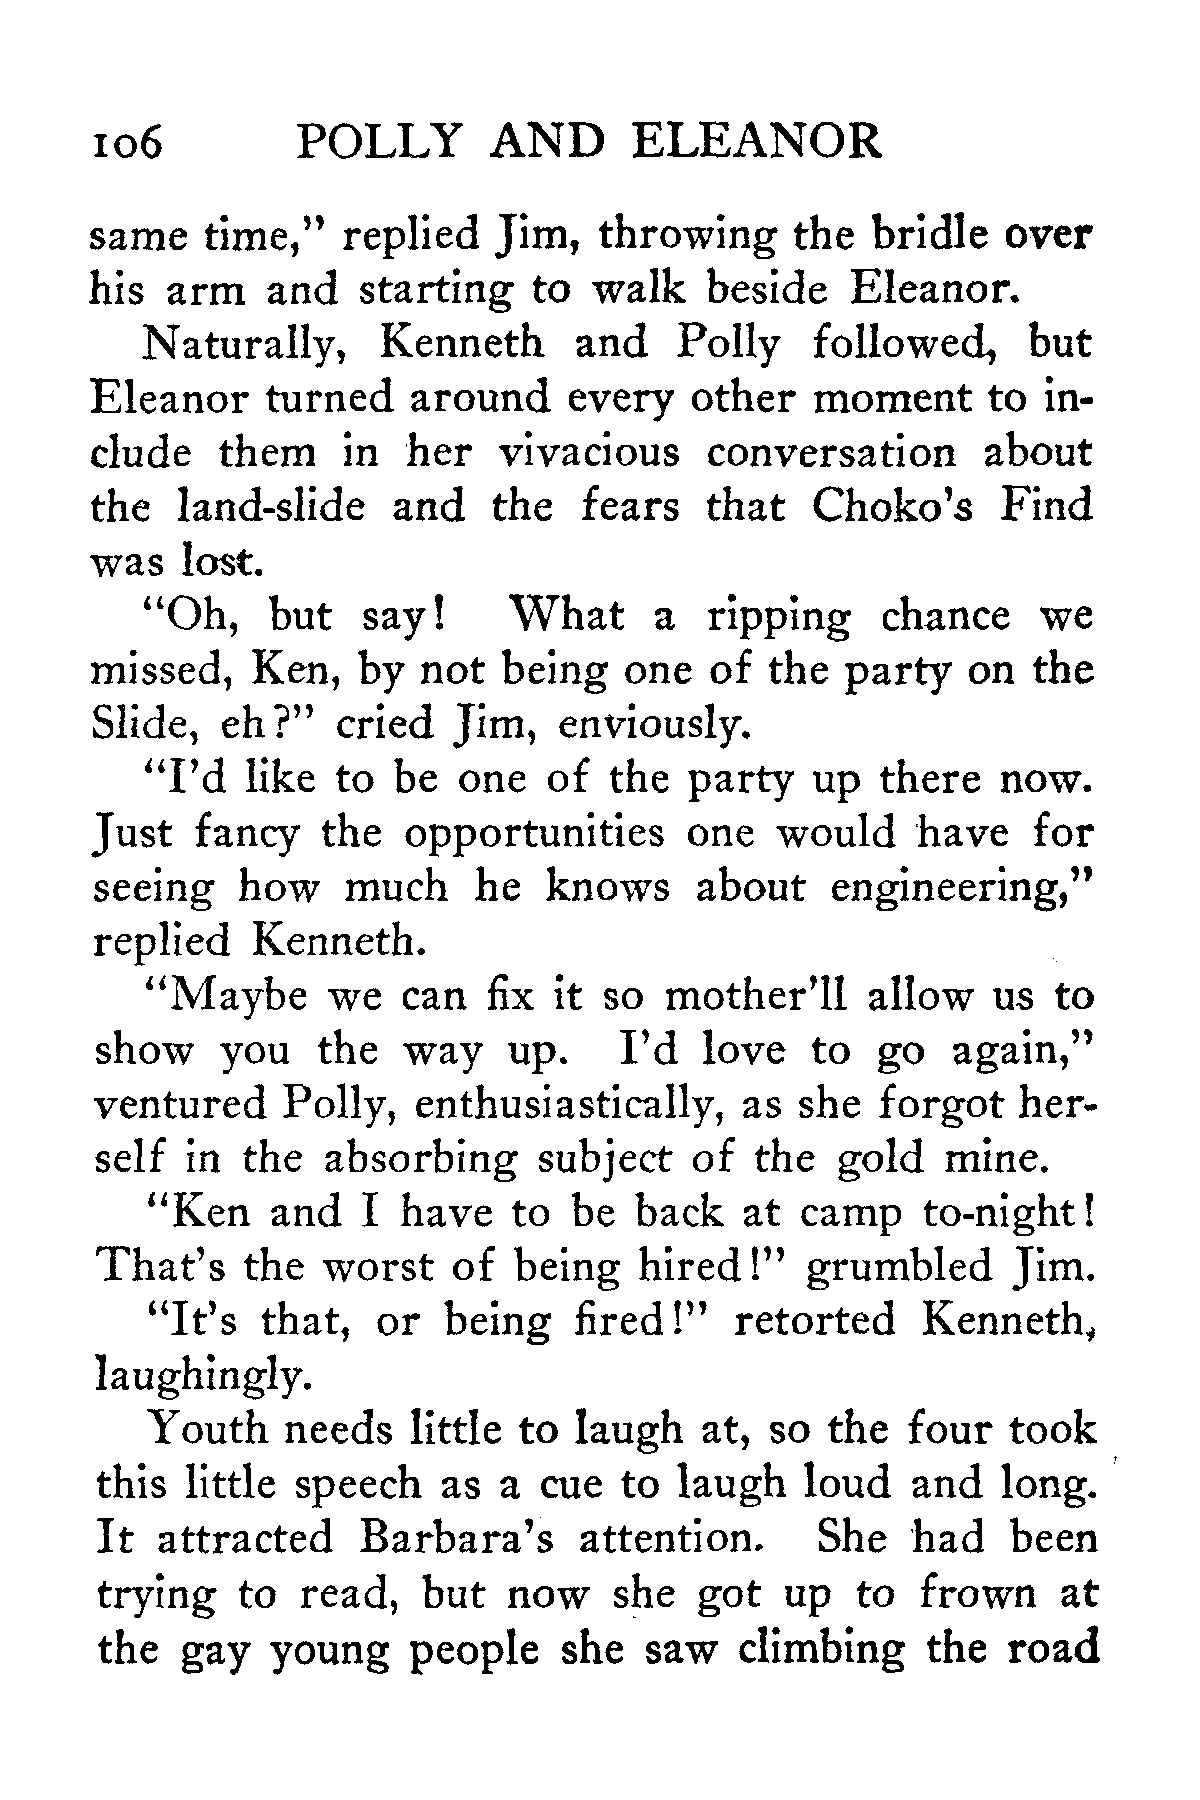 106 POLLY AND ELEANOR
same time,” replied Jim, throwing the bridle over
his arm and starting to walk beside Eleanor.
Naturally, Kenneth and Polly followed, but
Eleanor turned around every other moment to in-
clude them in her vivacious conversation about
the land-slide and the fears that Choko’s Find
was lost.
“Oh, but say! What a ripping chance we
missed, Ken, by not being one of the party on the
Slide, eh?” cried Jim, enviously.
“I’d like to be one of the party up there now.
Just fancy the opportunities one would have for
seeing how much he knows about engineering,”
replied Kenneth.
“Maybe we can fix it so mother’ll allow us to
show you the way up. I’d love to go again,”
ventured Polly, enthusiastically, as she forgot her-
self in the absorbing subject of the gold mine.
“Ken and I have to be back at camp to-night!
That’s the worst of being hired!” grumbled Jim.
“It’s that, or being fired!” retorted Kenneth,
laughingly.
Youth needs little to laugh at, so the four took
this little speech as a cue to laugh loud and long.
It attracted Barbara’s attention. She had been
trying to read, but now she got up to frown at
the gay young people she saw climbing the road